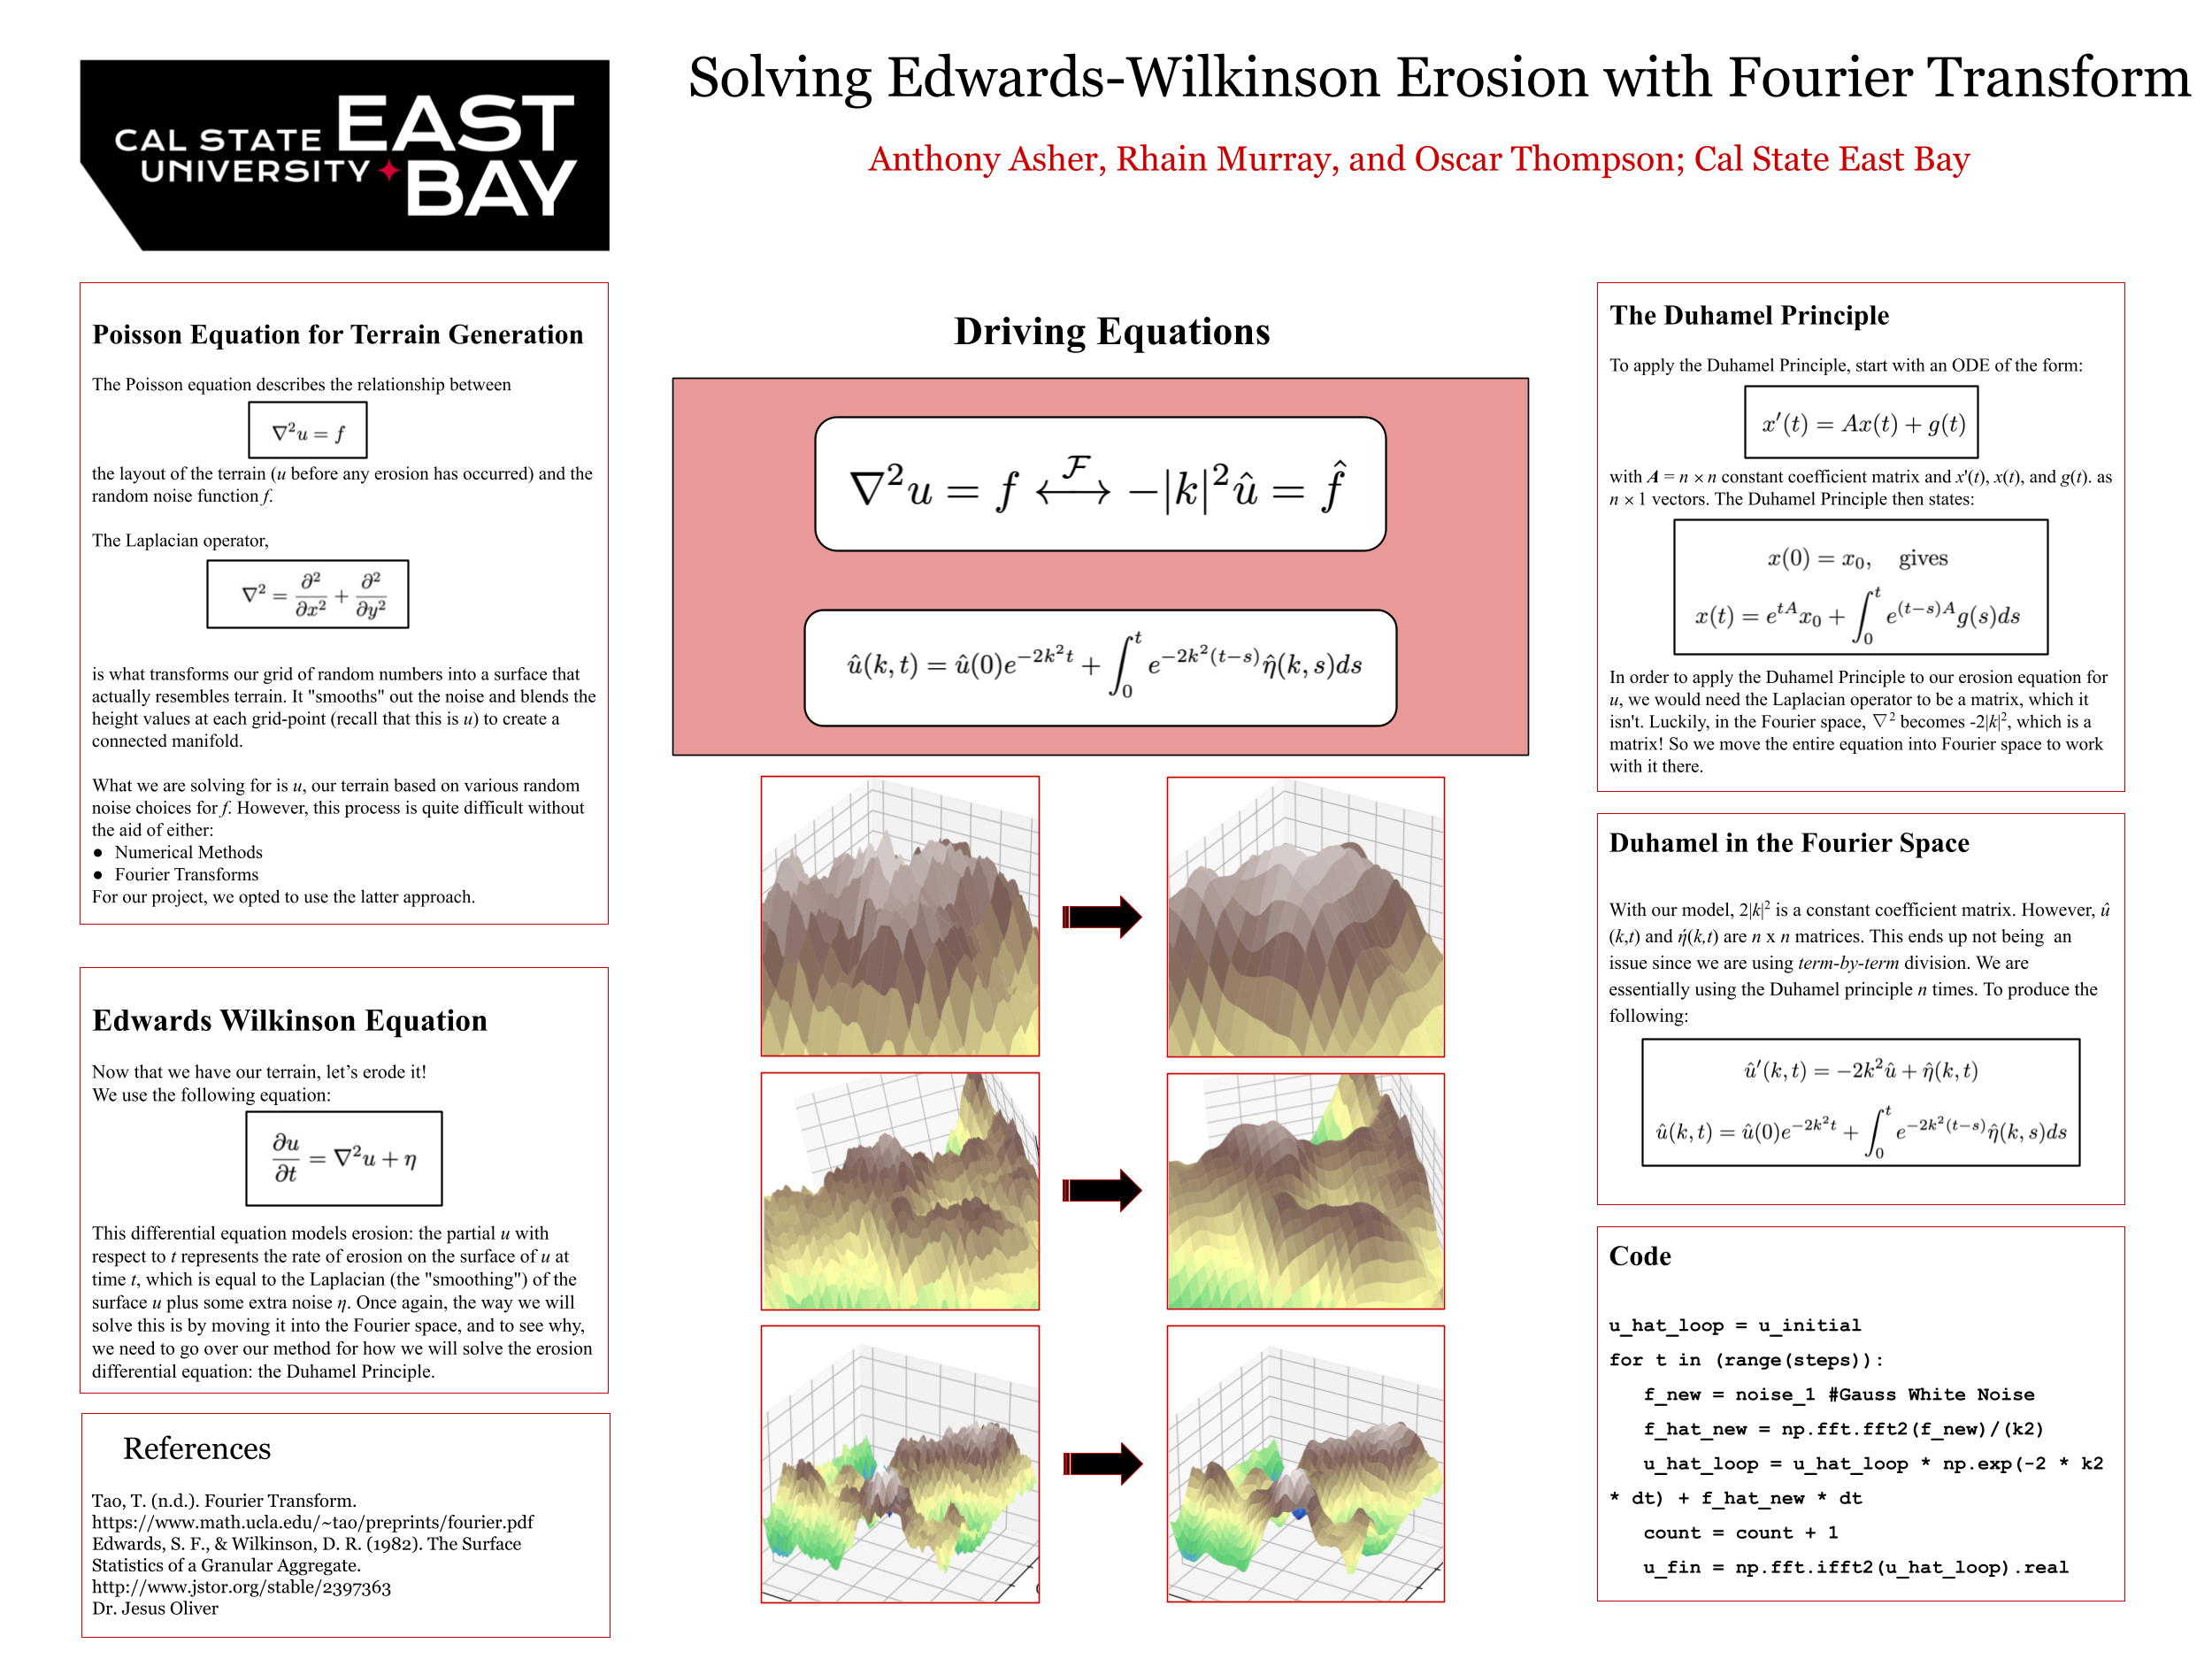 CAL STATE EAST
UNIVERSITY BAY
Solving Edwards-Wilkinson Erosion with Fourier Transform
Anthony Asher, Rhain Murray, and Oscar Thompson; Cal State East Bay
Poisson Equation for Terrain Generation
The Poisson equation describes the relationship between
∇²u = f
the layout of the terrain (u before any erosion has occurred) and the
random noise function f.
The Laplacian operator,
∇² = ∂²/∂x² + ∂²/∂y²
is what transforms our grid of random numbers into a surface that
actually resembles terrain. It "smooths" out the noise and blends the
height values at each grid-point (recall that this is u) to create a
connected manifold.
What we are solving for is u, our terrain based on various random
noise choices for f. However, this process is quite difficult without
the aid of either:
● Numerical Methods
● Fourier Transforms
For our project, we opted to use the latter approach.
Edwards Wilkinson Equation
Now that we have our terrain, let’s erode it!
We use the following equation:
∂u/∂t = ∇²u + η
This differential equation models erosion: the partial u with
respect to t represents the rate of erosion on the surface of u at
time t, which is equal to the Laplacian (the "smoothing") of the
surface u plus some extra noise η. Once again, the way we will
solve this is by moving it into the Fourier space, and to see why,
we need to go over our method for how we will solve the erosion
differential equation: the Duhamel Principle.
References
Tao, T. (n.d.). Fourier Transform.
https://www.math.ucla.edu/~tao/preprints/fourier.pdf
Edwards, S. F., & Wilkinson, D. R. (1982). The Surface
Statistics of a Granular Aggregate.
http://www.jstor.org/stable/2397363
Dr. Jesus Oliver
Driving Equations
∇²u = f ⟷^ℱ −|k|²û = f̂
û(k, t) = û(0)e^{−2k²t} + ∫₀ᵗ e^{−2k²(t−s)} η̂(k, s)ds
The Duhamel Principle
To apply the Duhamel Principle, start with an ODE of the form:
x′(t) = Ax(t) + g(t)
with A = n × n constant coefficient matrix and x'(t), x(t), and g(t). as
n × 1 vectors. The Duhamel Principle then states:
x(0) = x₀, gives
x(t) = e^{tA}x₀ + ∫₀ᵗ e^{(t−s)A} g(s)ds
In order to apply the Duhamel Principle to our erosion equation for
u, we would need the Laplacian operator to be a matrix, which it
isn't. Luckily, in the Fourier space, ∇² becomes -2|k|², which is a
matrix! So we move the entire equation into Fourier space to work
with it there.
Duhamel in the Fourier Space
With our model, 2|k|² is a constant coefficient matrix. However, û
(k,t) and ή(k,t) are n x n matrices. This ends up not being an
issue since we are using term-by-term division. We are
essentially using the Duhamel principle n times. To produce the
following:
û′(k, t) = −2k²û + η̂(k, t)
û(k, t) = û(0)e^{−2k²t} + ∫₀ᵗ e^{−2k²(t−s)} η̂(k, s)ds
Code
u_hat_loop = u_initial
for t in (range(steps)):
f_new = noise_1 #Gauss White Noise
f_hat_new = np.fft.fft2(f_new)/(k2)
u_hat_loop = u_hat_loop * np.exp(-2 * k2
* dt) + f_hat_new * dt
count = count + 1
u_fin = np.fft.ifft2(u_hat_loop).real